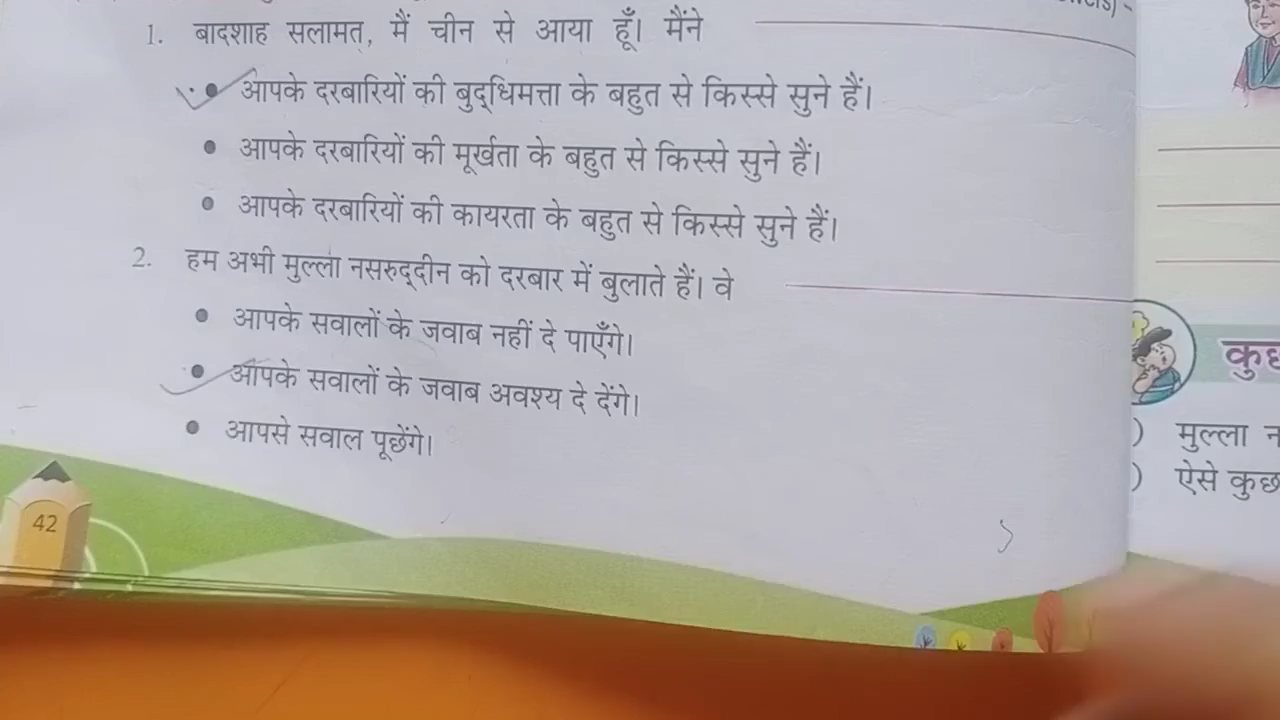 1. बादशाह सलामत, मैं चीन से आया हूँ। मैंने
• आपके दरबारियों की बुद्धिमत्ता के बहुत से किस्से सुने हैं।
• आपके दरबारियों की मूर्खता के बहुत से किस्से सुने हैं।
• आपके दरबारियों की कायरता के बहुत से किस्से सुने हैं।
2. हम अभी मुल्ला नसरुद्दीन को दरबार में बुलाते हैं। वे
• आपके सवालों के जवाब नहीं दे पाएँगे।
• आपके सवालों के जवाब अवश्य दे देंगे।
• आपसे सवाल पूछेंगे।
42
मुल्ला
ऐसे कुछ